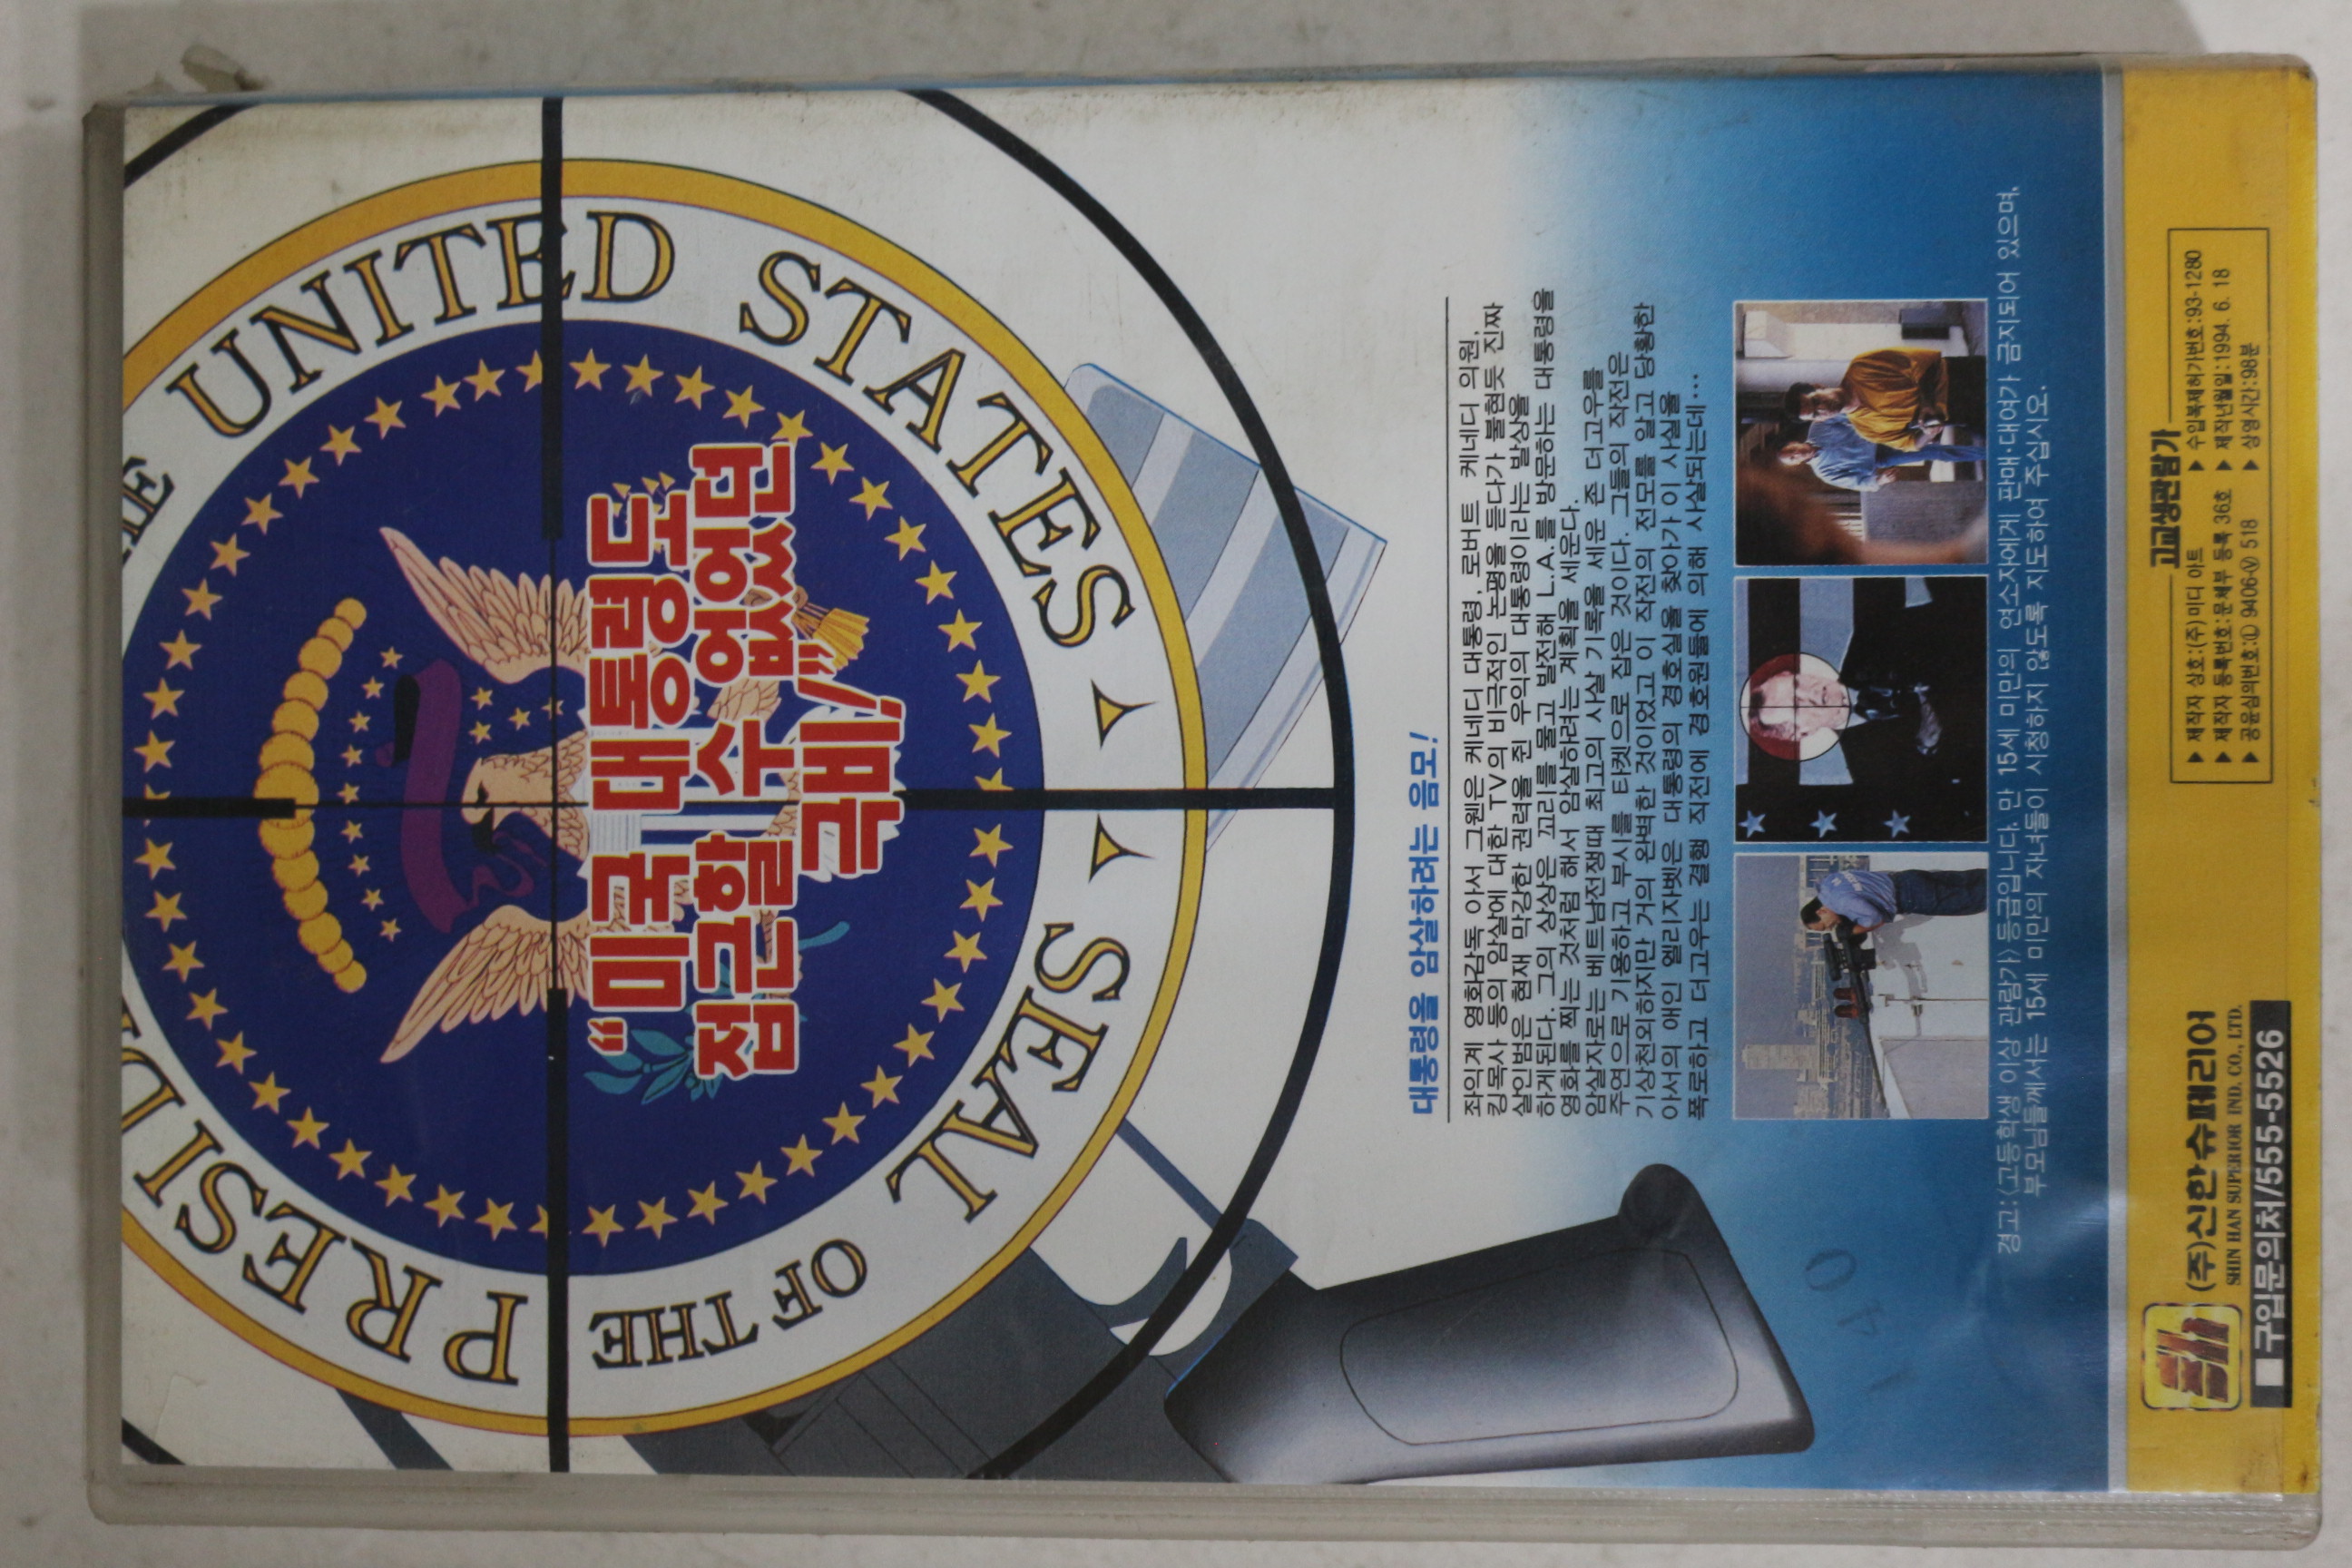 SEAL OF THE PRESIDENT OF THE UNITED STATES
“미국 대통령도
접근할 수 없었던
극비!”
대통령을 암살하려는 음모!
좌익계 영화감독 아서 그웬은 케네디 대통령, 로버트 케네디 의원,
킹목사 등의 암살에 대한 TV의 비극적인 논평을 듣다가 불현듯 진짜
살인범은 현재 막강한 권력을 쥔 우익의 대통령이라는 발상을
하게된다. 그의 상상은 꼬리를 물고 발전해 L.A.를 방문하는 대통령을
영화를 찍는 것처럼 해서 암살하려는 계획을 세운다.
암살자로는 베트남전쟁때 최고의 사살 기록을 세운 존 더고우를
주연으로 기용하고 부시를 타켓으로 잡은 것이다. 그들의 작전은
기상천외하지만 거의 완벽한 것이었고 이 작전의 전모를 알고 당황한
아서의 애인 엘리자벳은 대통령의 경호실을 찾아가 이 사실을
폭로하고 더고우는 결행 직전에 경호원들에 의해 사살되는데…
경고:〈고등학생 이상 관람가〉등급입니다. 만 15세 미만의 연소자에게 판매·대여가 금지되어 있으며,
부모님들께서는 15세 미만의 자녀들이 시청하지 않도록 지도하여 주십시오.
(주)신한슈페리어
SHIN HAN SUPERIOR IND. CO., LTD.
■구입문의처/555-5526
고교생관람가
▶ 제작자 상호:(주)미디 아트 ▶ 수입복제허가번호:93-1280
▶ 제작자 등록번호:문체부 등록 36호 ▶ 제작년월일:1994. 6. 18
▶ 공윤심의번호:Ⓛ 9406-Ⓥ 518 ▶ 상영시간:98분